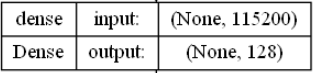 dense input: (None, 115200)
Dense output: (None, 128)